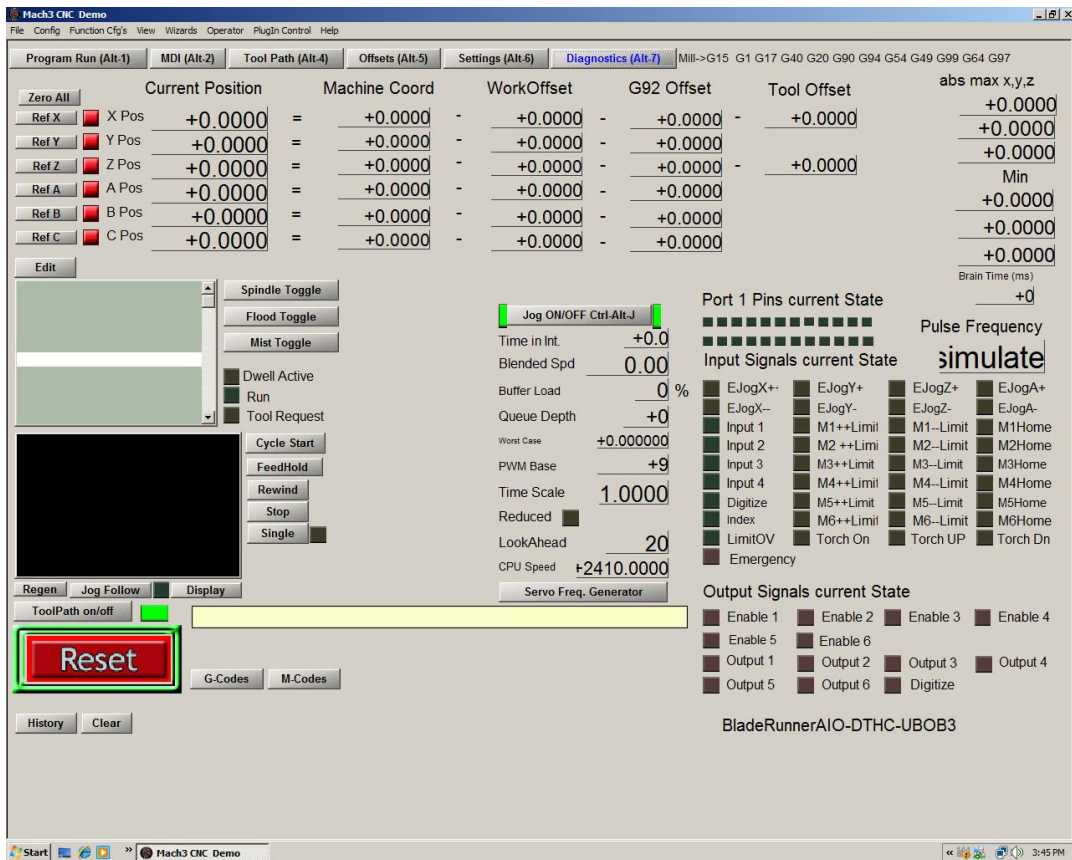 Mach3 CNC Demo
File Config Function Cfg's View Wizards Operator PlugIn Control Help
Program Run (Alt-1) MDI (Alt-2) Tool Path (Alt-4) Offsets (Alt-5) Settings (Alt-6) Diagnostics (Alt-7) Mill->G15 G1 G17 G40 G20 G90 G94 G54 G49 G99 G64 G97
Zero All Current Position Machine Coord WorkOffset G92 Offset Tool Offset abs max x,y,z
Ref X X Pos +0.0000 = +0.0000 - +0.0000 - +0.0000 - +0.0000 +0.0000
Ref Y Y Pos +0.0000 = +0.0000 - +0.0000 - +0.0000 +0.0000
Ref Z Z Pos +0.0000 = +0.0000 - +0.0000 - +0.0000 - +0.0000 +0.0000
Min
Ref A A Pos +0.0000 = +0.0000 - +0.0000 - +0.0000 +0.0000
Ref B B Pos +0.0000 = +0.0000 - +0.0000 - +0.0000 +0.0000
Ref C C Pos +0.0000 = +0.0000 - +0.0000 - +0.0000 +0.0000
Brain Time (ms)
+0
Edit
Spindle Toggle
Flood Toggle
Mist Toggle
Dwell Active
Run
Tool Request
Cycle Start
FeedHold
Rewind
Stop
Single
Regen Jog Follow Display
ToolPath on/off
Reset
G-Codes M-Codes
History Clear
Jog ON/OFF Ctrl-Alt-J
Time in Int. +0.0
Blended Spd 0.00
Buffer Load 0 %
Queue Depth +0
Worst Case +0.000000
PWM Base +9
Time Scale 1.0000
Reduced
LookAhead 20
CPU Speed +2410.0000
Servo Freq. Generator
Port 1 Pins current State
Pulse Frequency
simulate
Input Signals current State
EJogX+- EJogY+ EJogZ+ EJogA+
EJogX-- EJogY- EJogZ- EJogA-
Input 1 M1++Limit M1--Limit M1Home
Input 2 M2 ++Limi M2--Limit M2Home
Input 3 M3++Limit M3--Limit M3Home
Input 4 M4++Limit M4--Limit M4Home
Digitize M5++Limit M5--Limit M5Home
Index M6++Limit M6--Limit M6Home
LimitOV Torch On Torch UP Torch Dn
Emergency
Output Signals current State
Enable 1 Enable 2 Enable 3 Enable 4
Enable 5 Enable 6
Output 1 Output 2 Output 3 Output 4
Output 5 Output 6 Digitize
BladeRunnerAIO-DTHC-UBOB3
Start Mach3 CNC Demo 3:45 PM